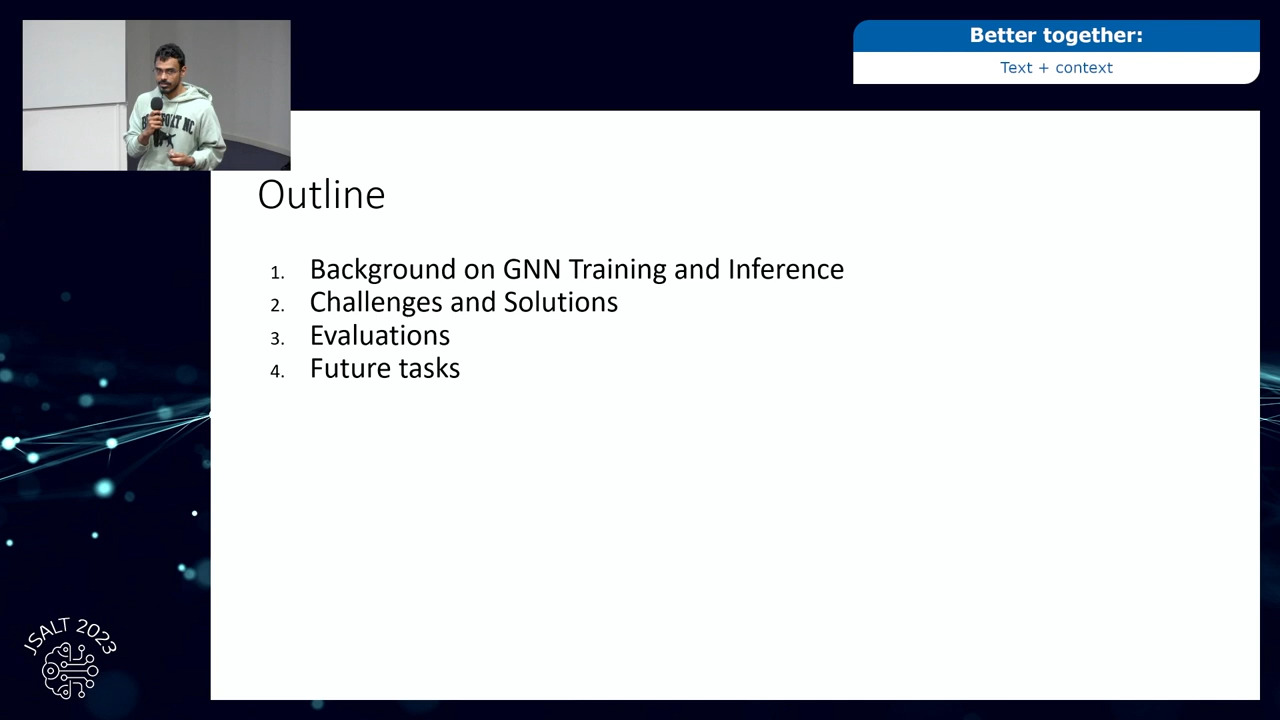 Better together:
Text + context
Outline
1. Background on GNN Training and Inference
2. Challenges and Solutions
3. Evaluations
4. Future tasks
JSALT 2023